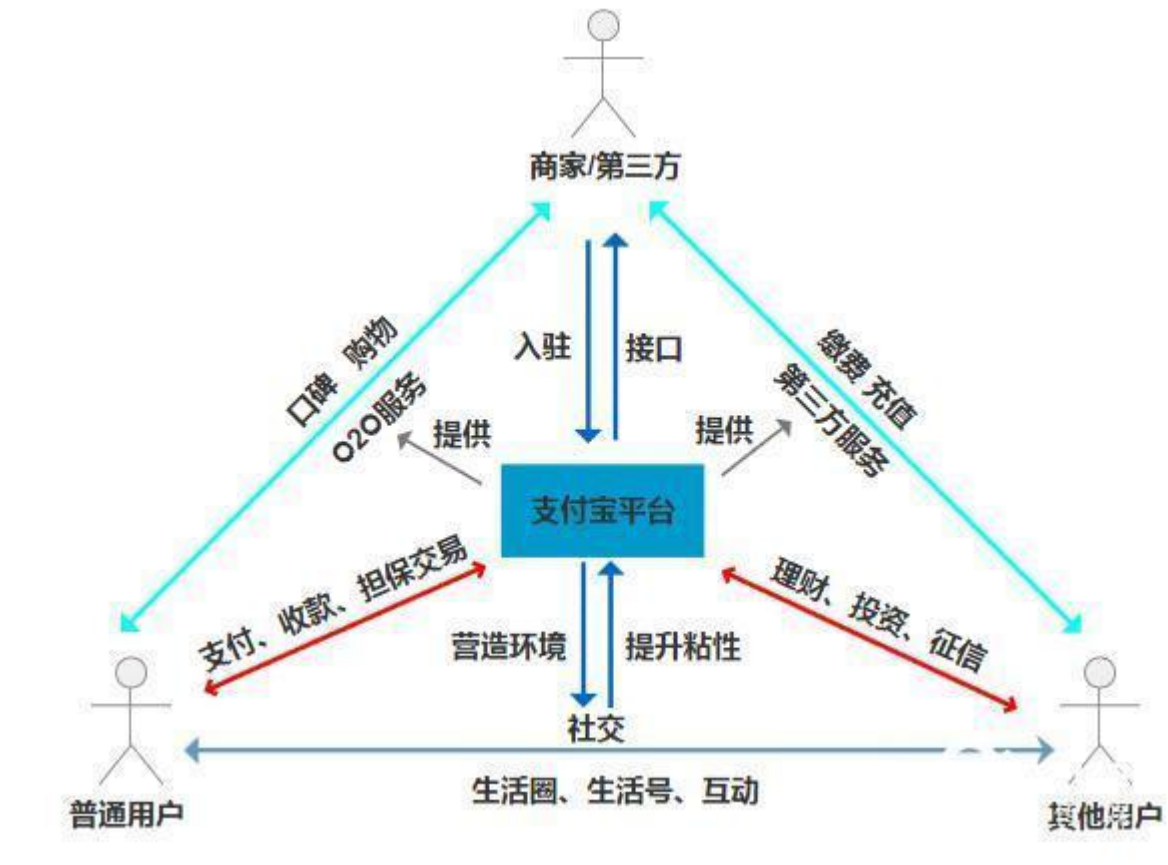 商家/第三方
入驻
接口
口碑 购物
O2O服务
缴费 充值
第三方服务
提供
提供
支付宝平台
支付、收款、担保交易
理财、投资、征信
营造环境
提升粘性
社交
生活圈、生活号、互动
普通用户
其他用户